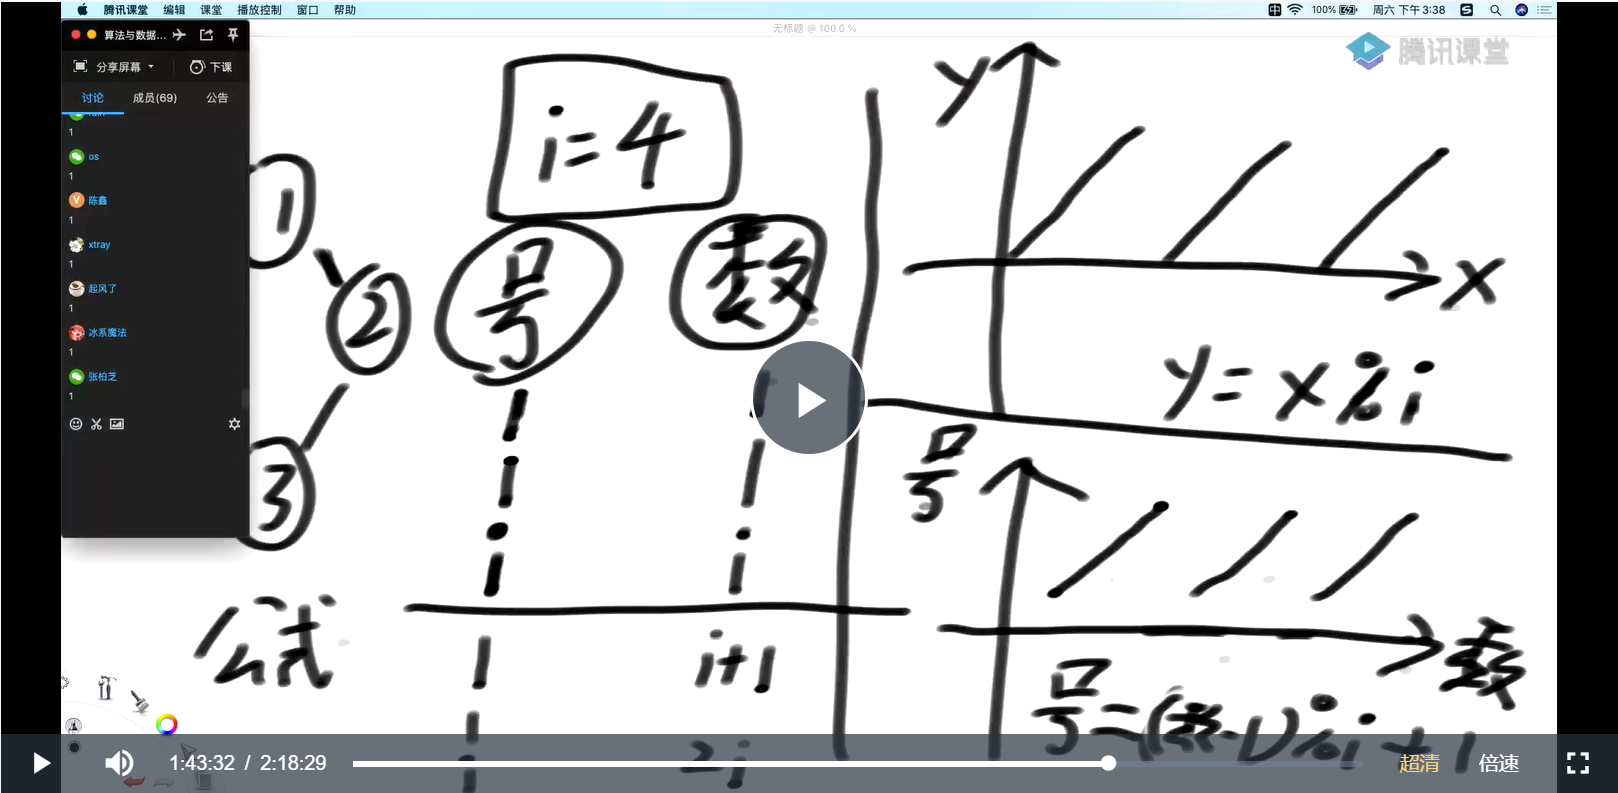 腾讯课堂 编辑 课堂 播放控制 窗口 帮助
100% 周六 下午 3:38
无标题 @ 100.0 %
腾讯课堂
算法与数据...
分享屏幕 下课
讨论 成员(69) 公告
1
os
1
陈鑫
1
xtray
1
起风了
1
冰系魔法
1
张柏芝
1
①
②
③
i=4
号 数
公式
1 i+1
1 2i
y
x
y = x % i
号
数
号=(数-1)%i+1
1:43:32 / 2:18:29
超清 倍速